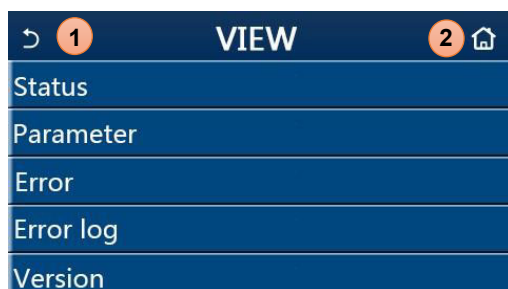 1 VIEW 2
Status
Parameter
Error
Error log
Version